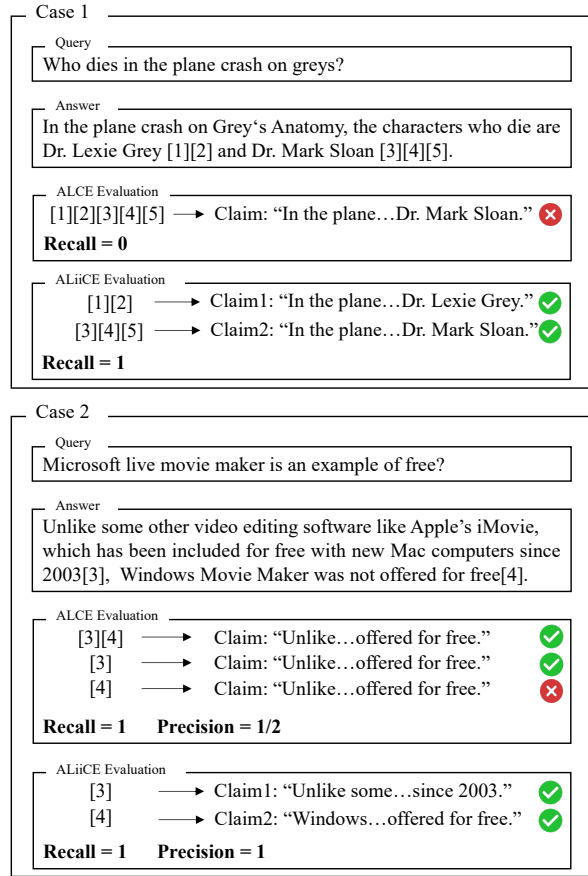 Case 1
Query
Who dies in the plane crash on greys?
Answer
In the plane crash on Grey‘s Anatomy, the characters who die are
Dr. Lexie Grey [1][2] and Dr. Mark Sloan [3][4][5].
ALCE Evaluation
[1][2][3][4][5] → Claim: “In the plane…Dr. Mark Sloan.”
Recall = 0
ALiiCE Evaluation
[1][2] → Claim1: “In the plane…Dr. Lexie Grey.”
[3][4][5] → Claim2: “In the plane…Dr. Mark Sloan.”
Recall = 1
Case 2
Query
Microsoft live movie maker is an example of free?
Answer
Unlike some other video editing software like Apple’s iMovie,
which has been included for free with new Mac computers since
2003[3], Windows Movie Maker was not offered for free[4].
ALCE Evaluation
[3][4] → Claim: “Unlike…offered for free.”
[3] → Claim: “Unlike…offered for free.”
[4] → Claim: “Unlike…offered for free.”
Recall = 1 Precision = 1/2
ALiiCE Evaluation
[3] → Claim1: “Unlike some…since 2003.”
[4] → Claim2: “Windows…offered for free.”
Recall = 1 Precision = 1